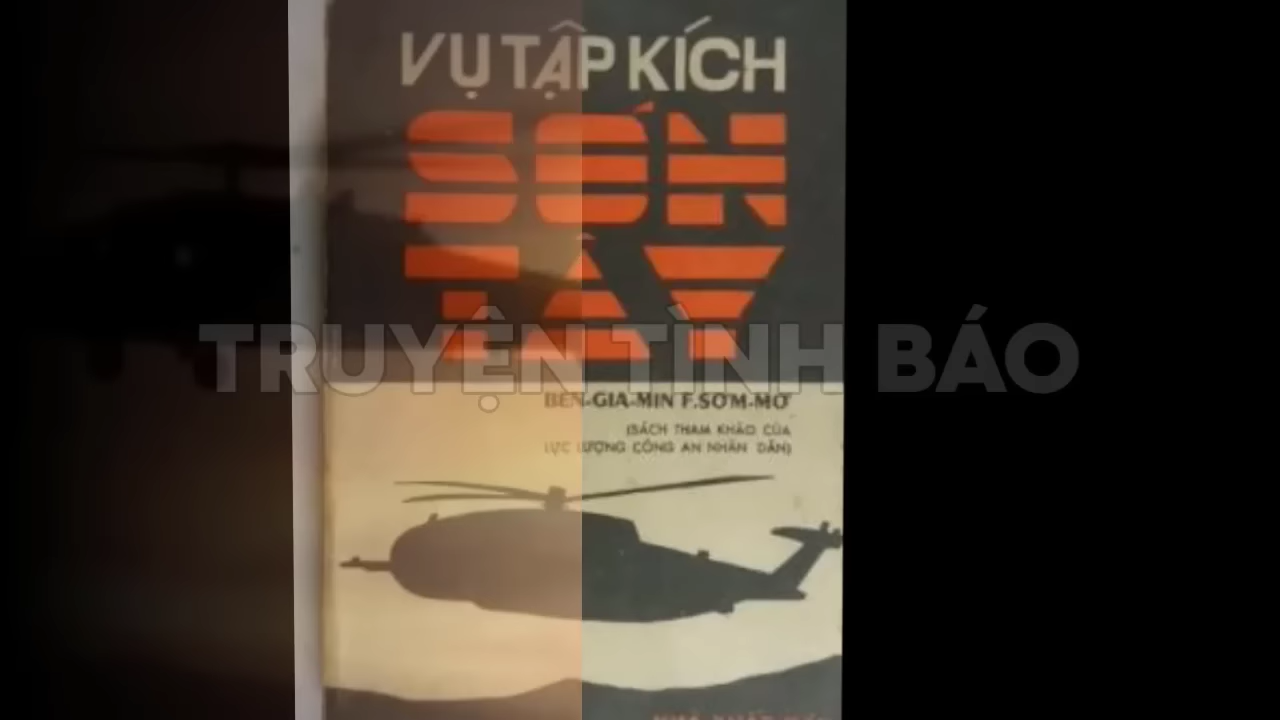 VỤ TẬP KÍCH
SƠN
TÂY
TRUYỆN TÌNH BÁO
BEN-GIA-MIN F.SƠM-MƠ
(SÁCH THAM KHẢO CỦA
LỰC LƯỢNG CÔNG AN NHÂN DÂN)